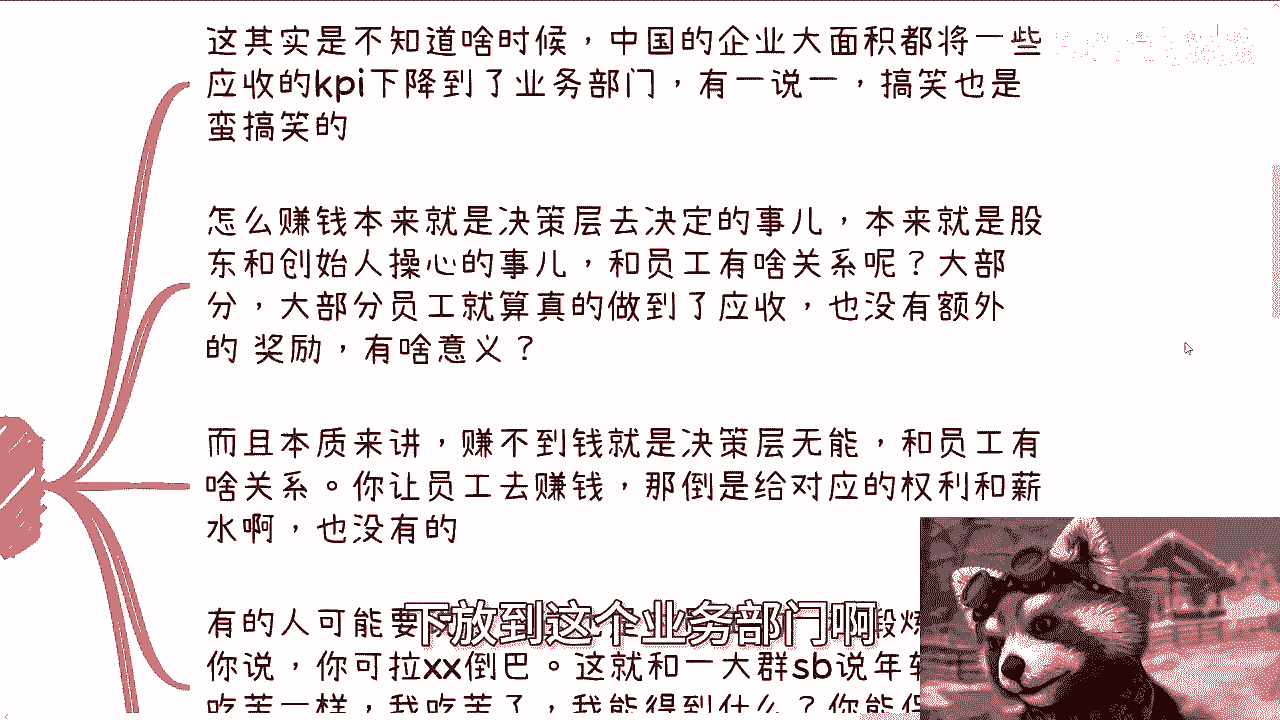 这其实是不知道啥时候，中国的企业大面积都将一些
应收的kpi下降到了业务部门，有一说一，搞笑也是
蛮搞笑的
怎么赚钱本来就是决策层去决定的事儿，本来就是股
东和创始人操心的事儿，和员工有啥关系呢？大部
分，大部分员工就算真的做到了应收，也没有额外
的 奖励，有啥意义？
而且本质来讲，赚不到钱就是决策层无能，和员工有
啥关系。你让员工去赚钱，那倒是给对应的权利和薪
水啊，也没有的
有的人可能要
下放到这个业务部门啊
你说，你可拉xx倒巴。这就和一大群sb说年
吃苦一样，我吃苦了，我能得到什么？你能